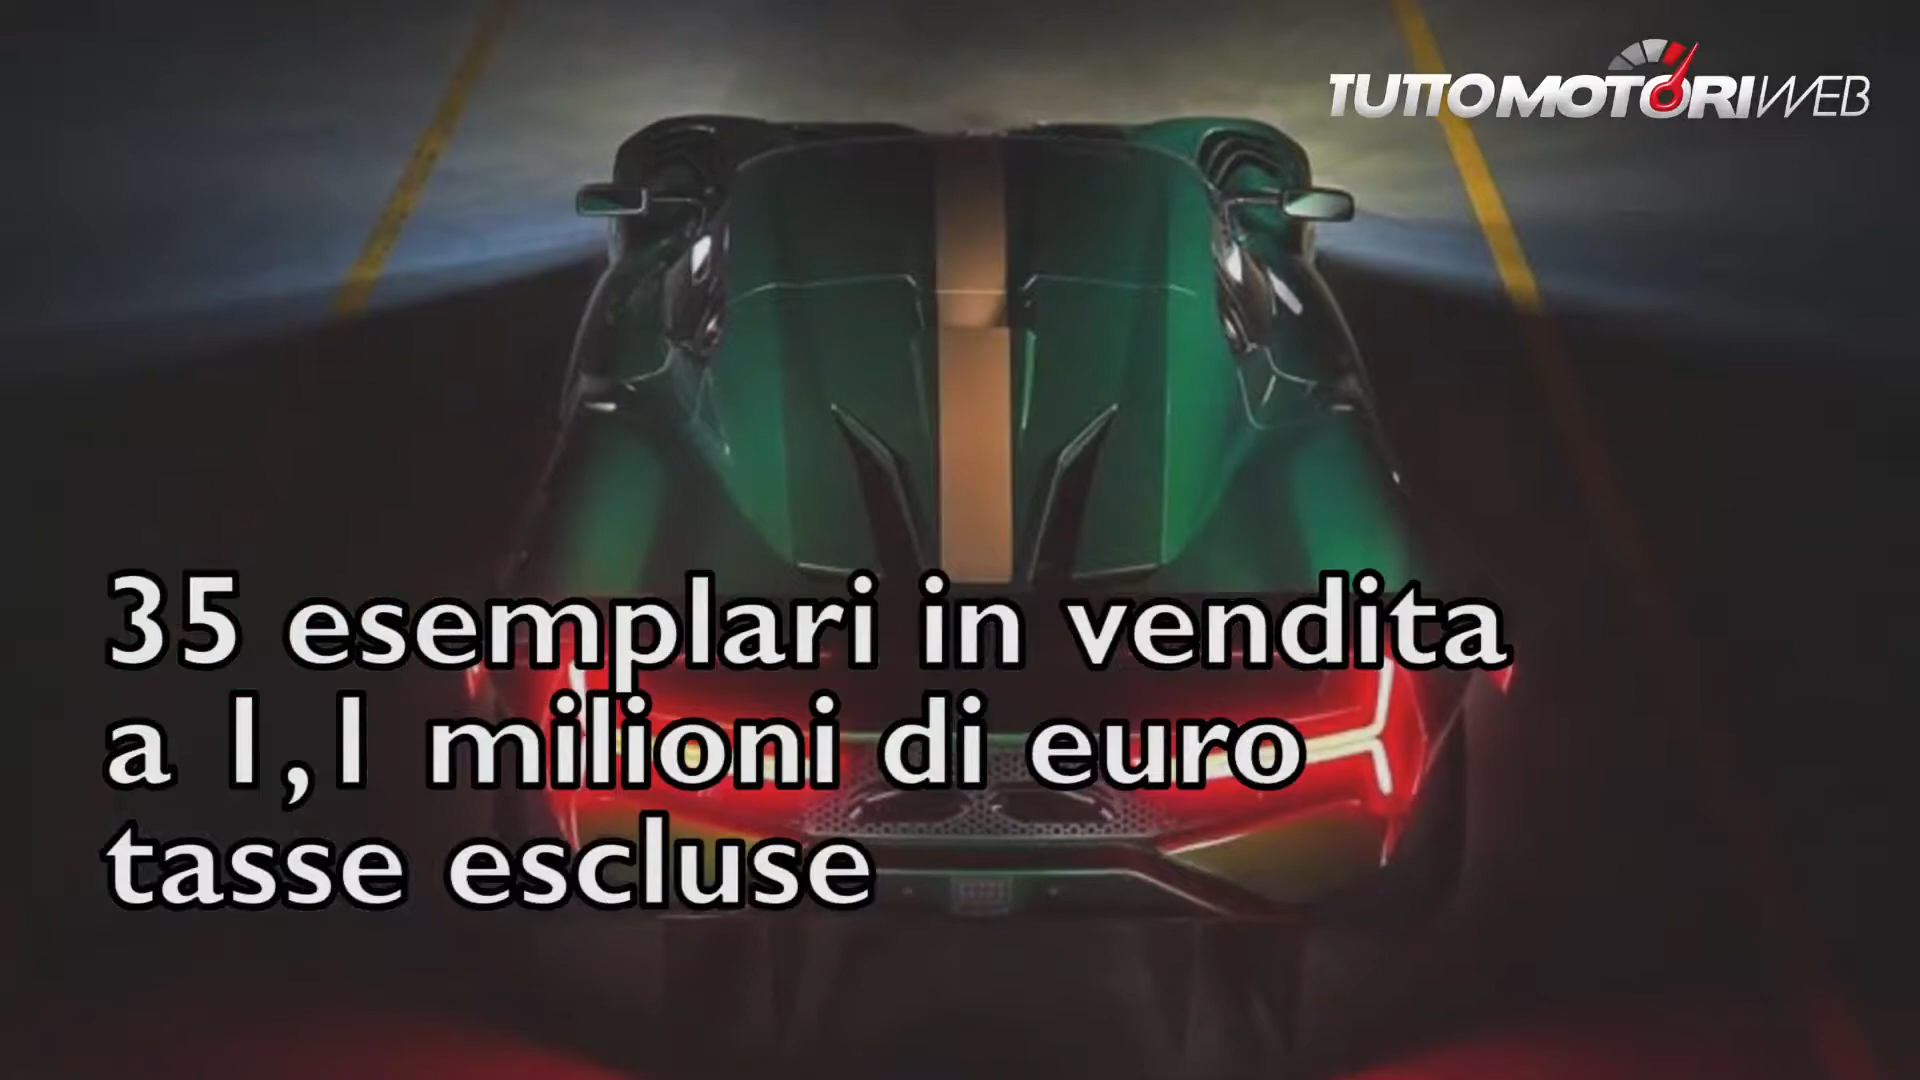 TUTTOMOTORIWEB
35 esemplari in vendita
a 1,1 milioni di euro
tasse escluse